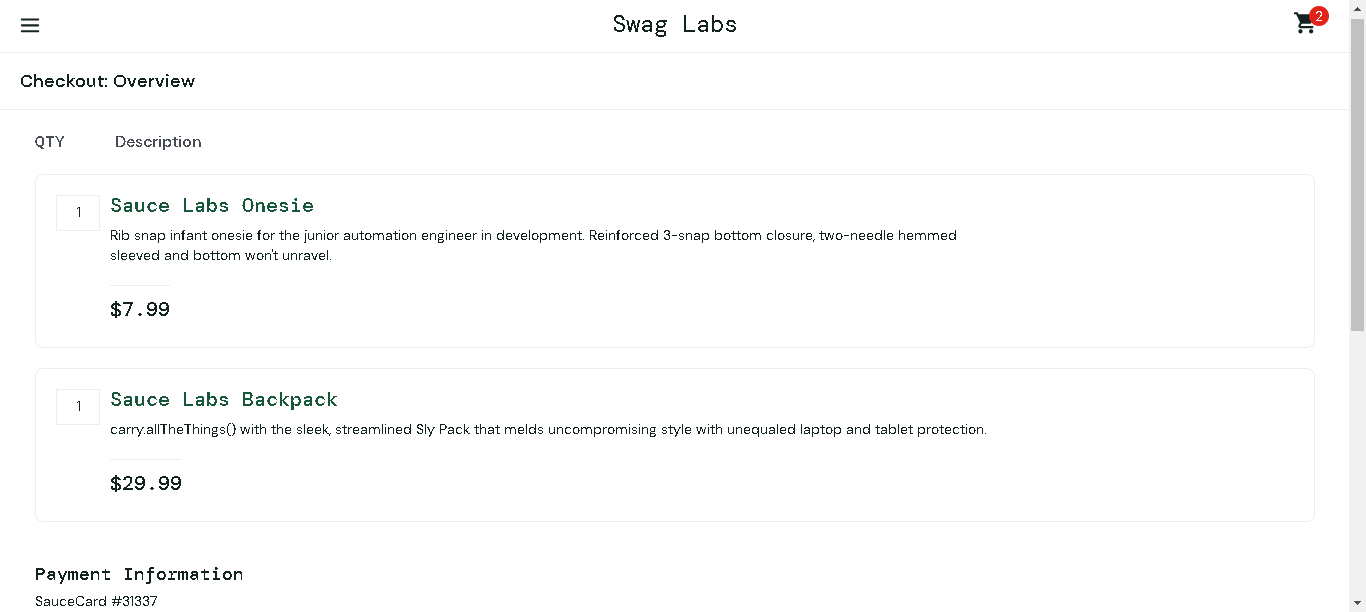 Swag Labs
2
Checkout: Overview
QTY Description
1
Sauce Labs Onesie
Rib snap infant onesie for the junior automation engineer in development. Reinforced 3-snap bottom closure, two-needle hemmed
sleeved and bottom won't unravel.
$7.99
1
Sauce Labs Backpack
carry.allTheThings() with the sleek, streamlined Sly Pack that melds uncompromising style with unequaled laptop and tablet protection.
$29.99
Payment Information
SauceCard #31337